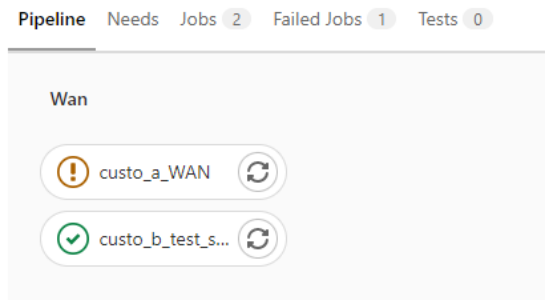 Pipeline Needs Jobs 2 Failed Jobs 1 Tests 0
Wan
custo_a_WAN
custo_b_test_s...